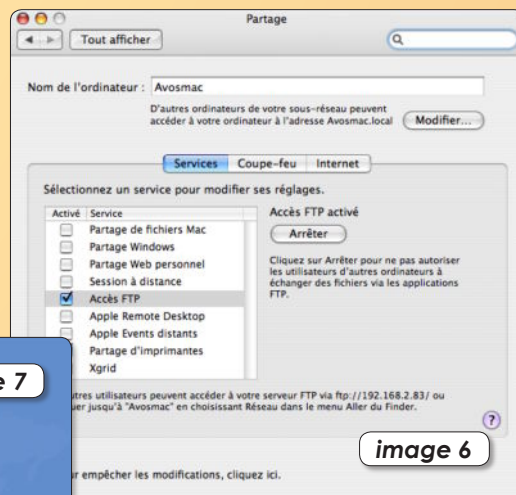 Partage
Tout afficher
Nom de l'ordinateur : Avosmac
D'autres ordinateurs de votre sous-réseau peuvent
accéder à votre ordinateur à l'adresse Avosmac.local
Modifier...
Services Coupe-feu Internet
Sélectionnez un service pour modifier ses réglages.
Activé Service
Partage de fichiers Mac
Partage Windows
Partage Web personnel
Session à distance
Accès FTP
Apple Remote Desktop
Apple Events distants
Partage d'imprimantes
Xgrid
Accès FTP activé
Arrêter
Cliquez sur Arrêter pour ne pas autoriser
les utilisateurs d'autres ordinateurs à
échanger des fichiers via les applications
FTP.
utilisateurs peuvent accéder à votre serveur FTP via ftp://192.168.2.83/ ou
jusqu'à "Avosmac" en choisissant Réseau dans le menu Aller du Finder.
?
empêcher les modifications, cliquez ici.
7
image 6